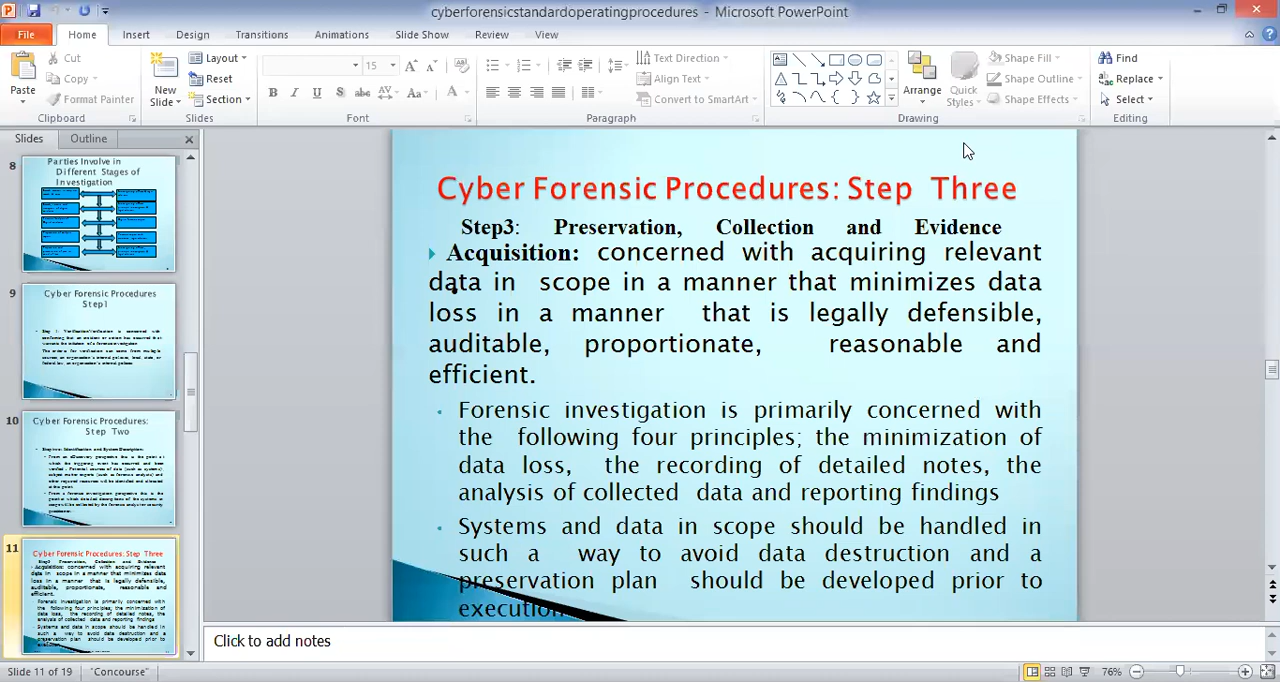 cyberforensicstandardoperatingprocedures - Microsoft PowerPoint
File Home Insert Design Transitions Animations Slide Show Review View
Paste
Cut
Copy
Format Painter
Clipboard
New Slide
Layout
Reset
Section
Slides
15
B I U S abc AV Aa A
Font
Text Direction
Align Text
Convert to SmartArt
Paragraph
Arrange
Quick Styles
Shape Fill
Shape Outline
Shape Effects
Drawing
Find
Replace
Select
Editing
Slides Outline
8
Parties Involve in
Different Stages of
Investigation
9
Cyber Forensic Procedures
Step1
10
Cyber Forensic Procedures:
Step Two
11
Cyber Forensic Procedures: Step Three
Cyber Forensic Procedures: Step Three
Step3: Preservation, Collection and Evidence
Acquisition: concerned with acquiring relevant
data in scope in a manner that minimizes data
loss in a manner that is legally defensible,
auditable, proportionate, reasonable and
efficient.
Forensic investigation is primarily concerned with
the following four principles; the minimization of
data loss, the recording of detailed notes, the
analysis of collected data and reporting findings
Systems and data in scope should be handled in
such a way to avoid data destruction and a
preservation plan should be developed prior to
execution
Click to add notes
Slide 11 of 19 "Concourse" 76%